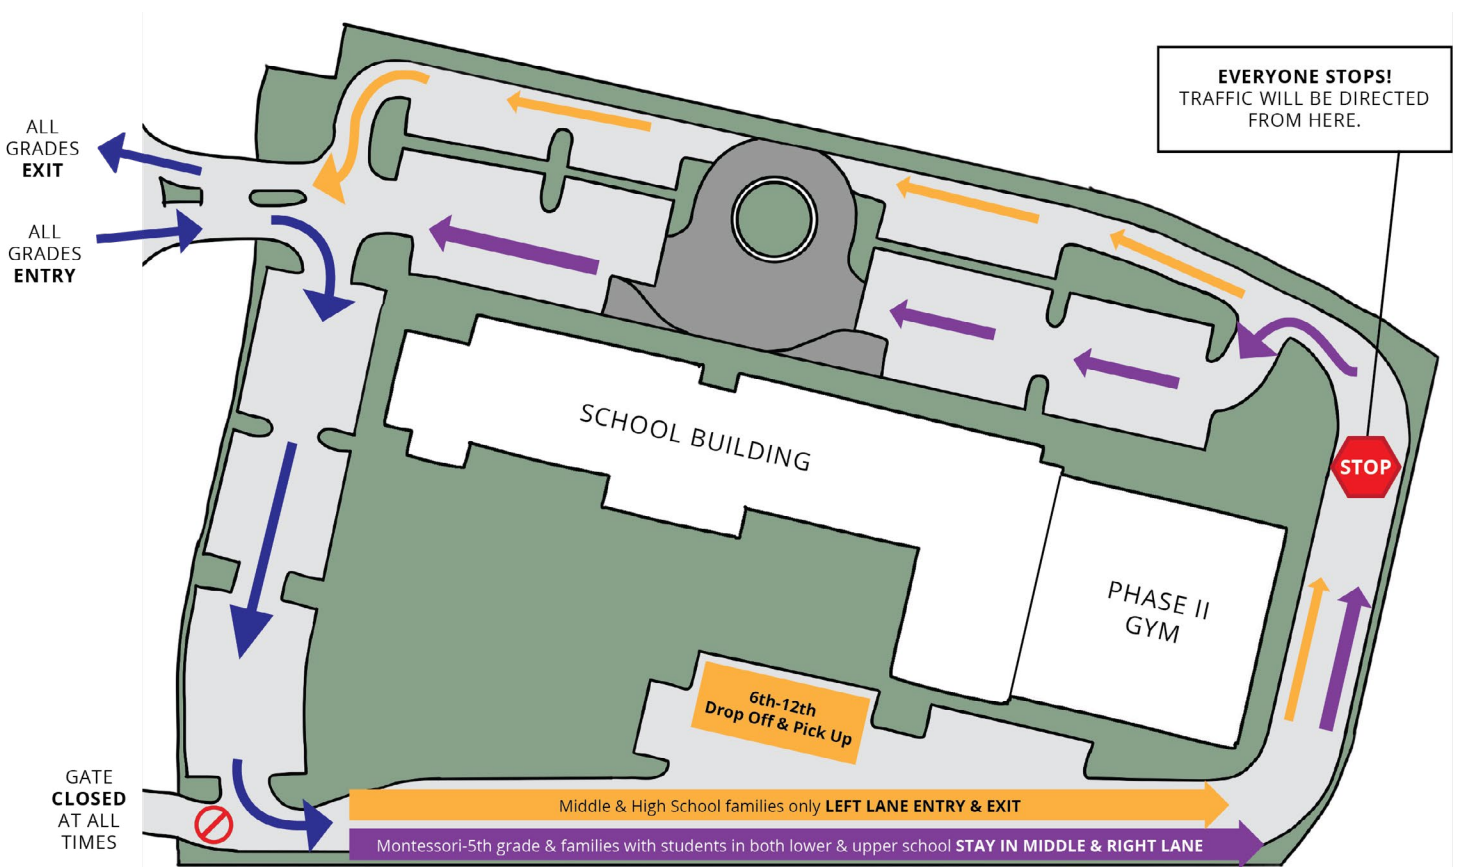 EVERYONE STOPS!
TRAFFIC WILL BE DIRECTED
FROM HERE.
ALL
GRADES
EXIT
ALL
GRADES
ENTRY
SCHOOL BUILDING
STOP
PHASE II
GYM
6th-12th
Drop Off & Pick Up
GATE
CLOSED
AT ALL
TIMES
Middle & High School families only LEFT LANE ENTRY & EXIT
Montessori-5th grade & families with students in both lower & upper school STAY IN MIDDLE & RIGHT LANE